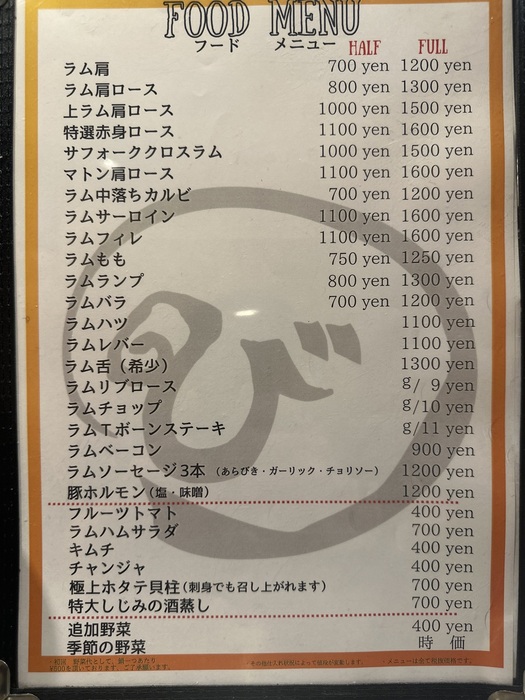 FOOD MENU
フード メニュー HALF FULL
ラム肩 700 yen 1200 yen
ラム肩ロース 800 yen 1300 yen
上ラム肩ロース 1000 yen 1500 yen
特選赤身ロース 1100 yen 1600 yen
サフォーククロスラム 1000 yen 1500 yen
マトン肩ロース 1100 yen 1600 yen
ラム中落ちカルビ 700 yen 1200 yen
ラムサーロイン 1100 yen 1600 yen
ラムフィレ 1100 yen 1600 yen
ラムもも 750 yen 1250 yen
ラムランプ 800 yen 1300 yen
ラムバラ 700 yen 1200 yen
ラムハツ 1100 yen
ラムレバー 1100 yen
ラム舌（希少） 1300 yen
ラムリブロース g/ 9 yen
ラムチョップ g/10 yen
ラムTボーンステーキ g/11 yen
ラムベーコン 900 yen
ラムソーセージ3本（あらびき・ガーリック・チョリソー） 1200 yen
豚ホルモン（塩・味噌） 1200 yen
フルーツトマト 400 yen
ラムハムサラダ 700 yen
キムチ 400 yen
チャンジャ 400 yen
極上ホタテ貝柱（刺身でも召し上がれます） 700 yen
特大しじみの酒蒸し 700 yen
追加野菜 400 yen
季節の野菜 時 価
び